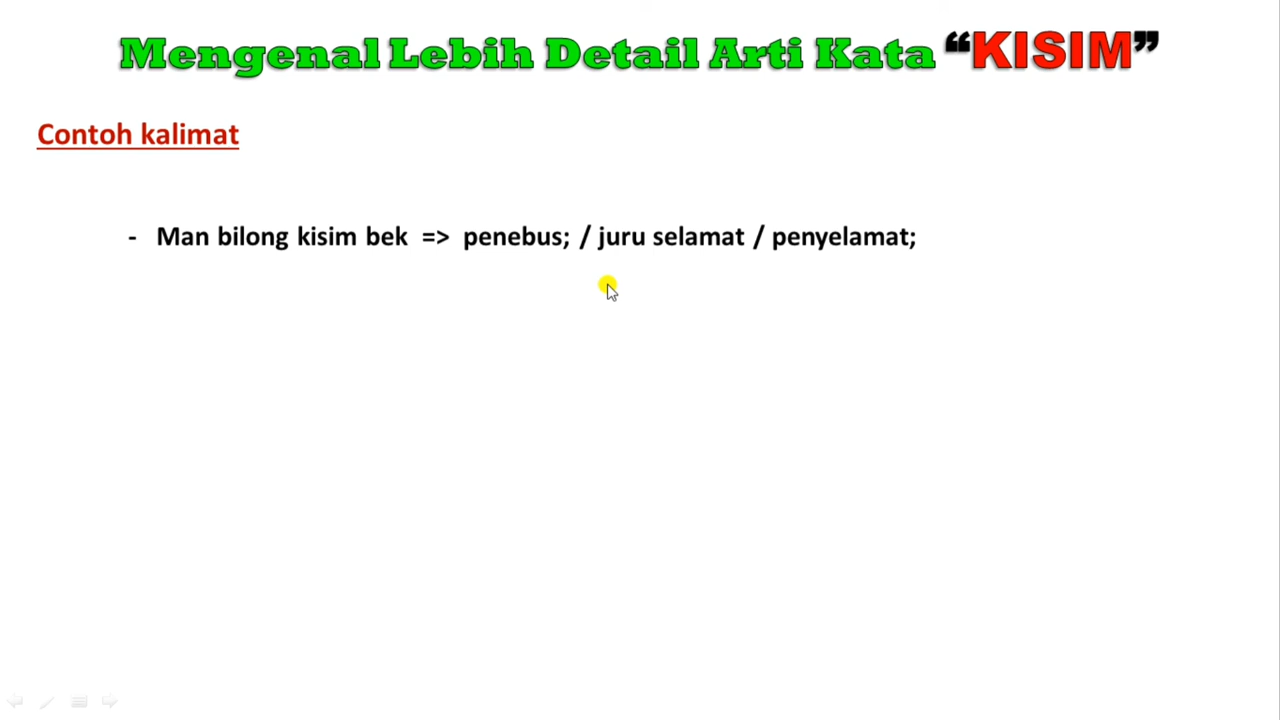 Mengenal Lebih Detail Arti Kata “KISIM”
Contoh kalimat
- Man bilong kisim bek => penebus; / juru selamat / penyelamat;